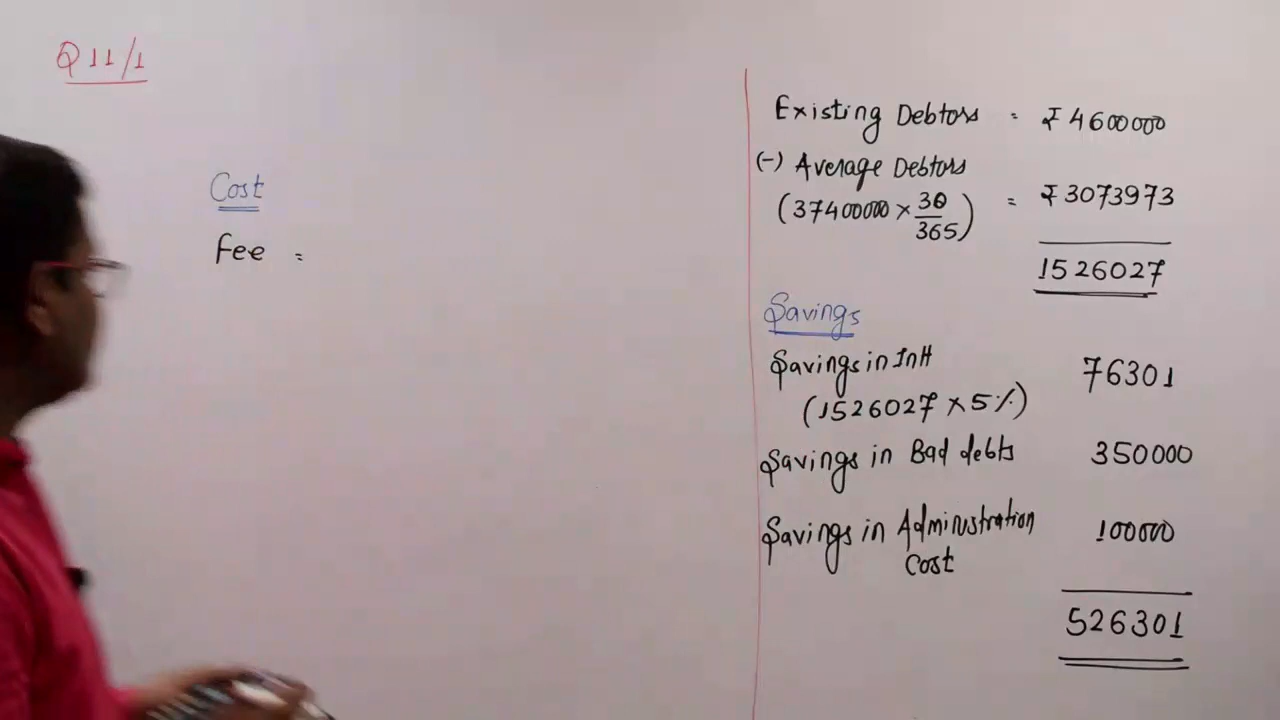 Q 11/1
Cost
Fee =
Existing Debtors = ₹ 4600000
(-) Average Debtors
(37400000 × 30/365) = ₹ 3073973
1526027
Savings
Savings in InH 76301
(1526027 × 5%)
Savings in Bad debts 350000
Savings in Administration 100000
Cost
526301